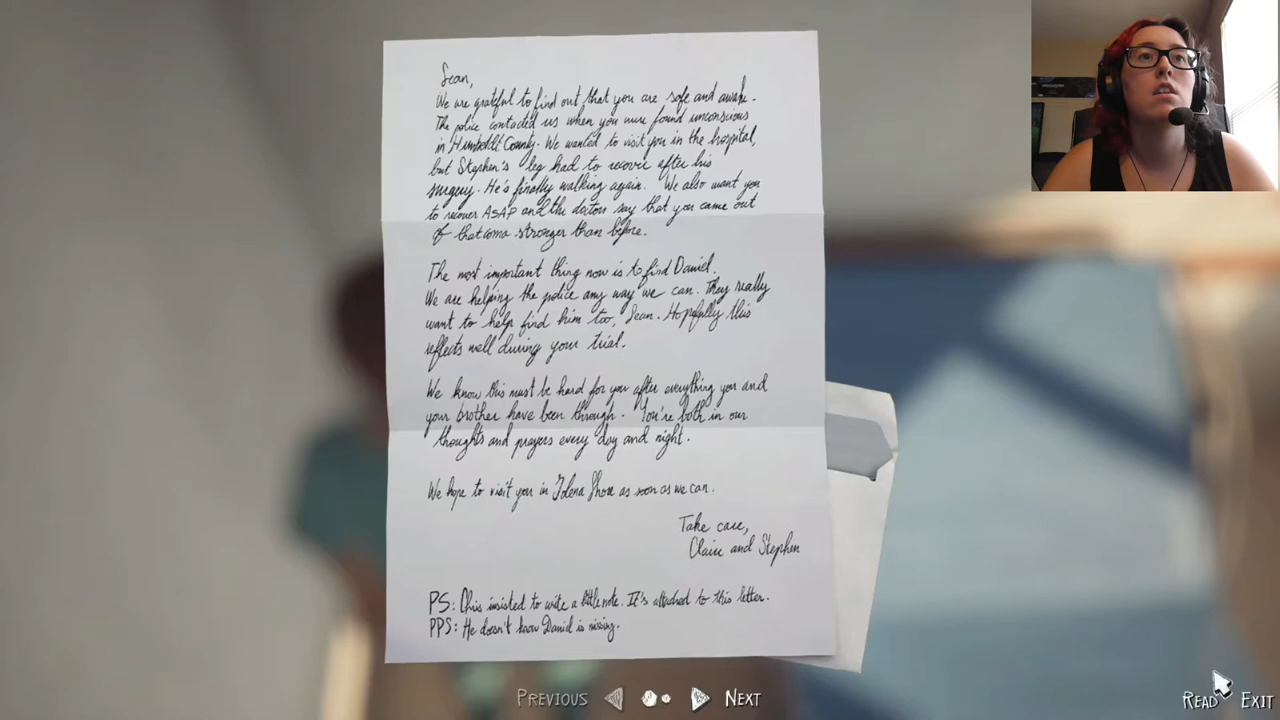 Sean,
We are grateful to find out that you are safe and awake.
The police contacted us when you were found unconscious
in Humboldt County. We wanted to visit you in the hospital,
but Stephen's leg had to recover after his
surgery. He's finally walking again. We also want you
to recover ASAP and the doctors say that you came out
of that coma stronger than before.
The most important thing now is to find Daniel.
We are helping the police any way we can. They really
want to help find him too, Sean. Hopefully this
reflects well during your trial.
We know this must be hard for you after everything you and
your brother have been through. You're both in our
thoughts and prayers every day and night.
We hope to visit you in Jolena Shore as soon as we can.
Take care,
Claire and Stephen
PS: Chris insisted to write a little note. It's attached to this letter.
PPS: He doesn't know Daniel is missing.
PREVIOUS NEXT
READ EXIT